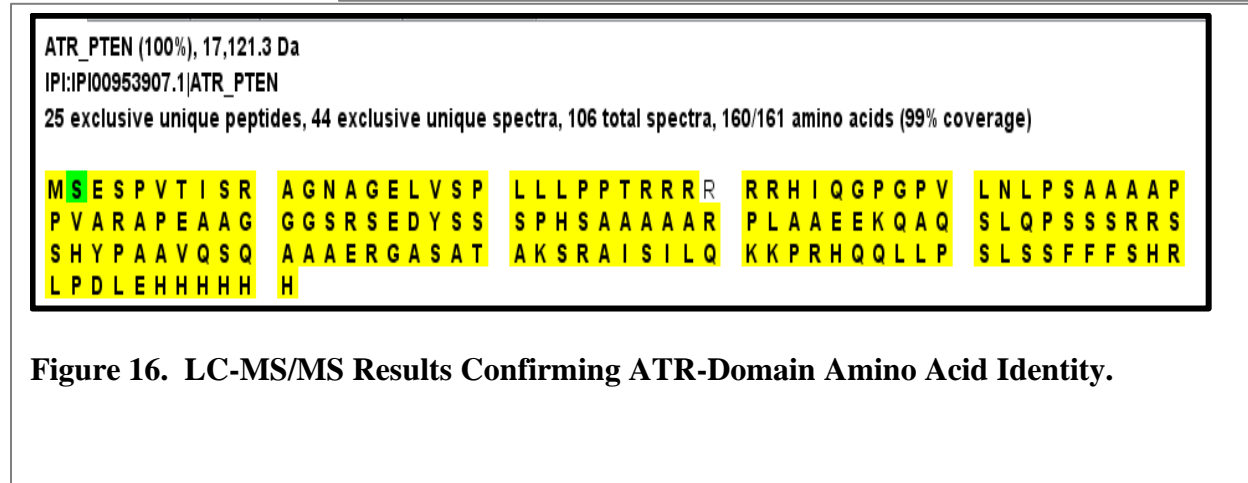 ATR_PTEN (100%), 17,121.3 Da
IPI:IPI00953907.1|ATR_PTEN
25 exclusive unique peptides, 44 exclusive unique spectra, 106 total spectra, 160/161 amino acids (99% coverage)
M S E S P V T I S R A G N A G E L V S P L L L P P T R R R R R R H I Q G P G P V L N L P S A A A A P
P V A R A P E A A G G G S R S E D Y S S S P H S A A A A A R P L A A E E K Q A Q S L Q P S S S R R S
S H Y P A A V Q S Q A A A E R G A S A T A K S R A I S I L Q K K P R H Q Q L L P S L S S F F F S H R
L P D L E H H H H H H
Figure 16. LC-MS/MS Results Confirming ATR-Domain Amino Acid Identity.